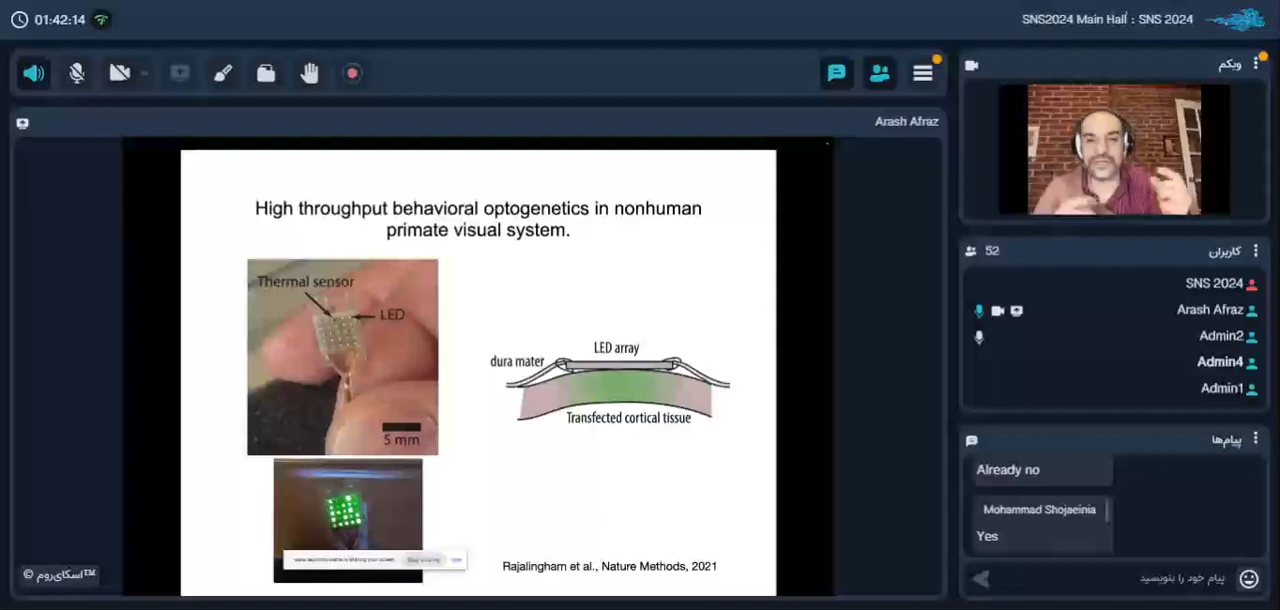 01:42:14
SNS2024 Main Hall : SNS 2024
Arash Afraz
High throughput behavioral optogenetics in nonhuman
primate visual system.
Thermal sensor
LED
5 mm
LED array
dura mater
Transfected cortical tissue
Stop sharing
Rajalingham et al., Nature Methods, 2021
اسکای‌روم™ ©
وبکم
کاربران
52
SNS 2024
Arash Afraz
Admin2
Admin4
Admin1
پیام‌ها
Already no
Mohammad Shojaeinia
Yes
پیام خود را بنویسید